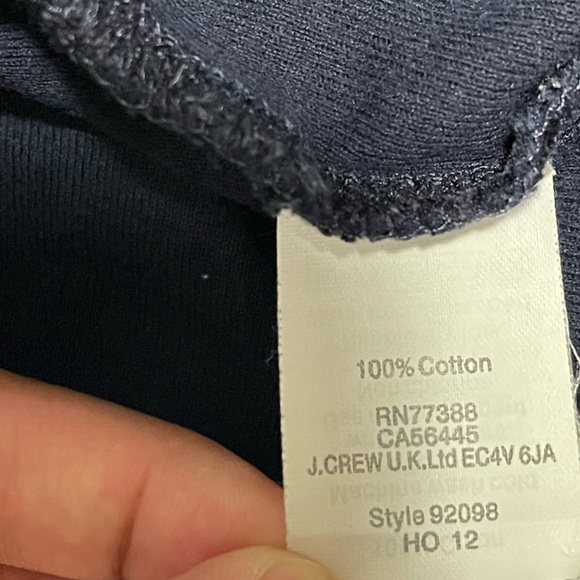 100% Cotton
RN77388
CA56445
J.CREW U.K.Ltd EC4V 6JA
Style 92098
HO 12